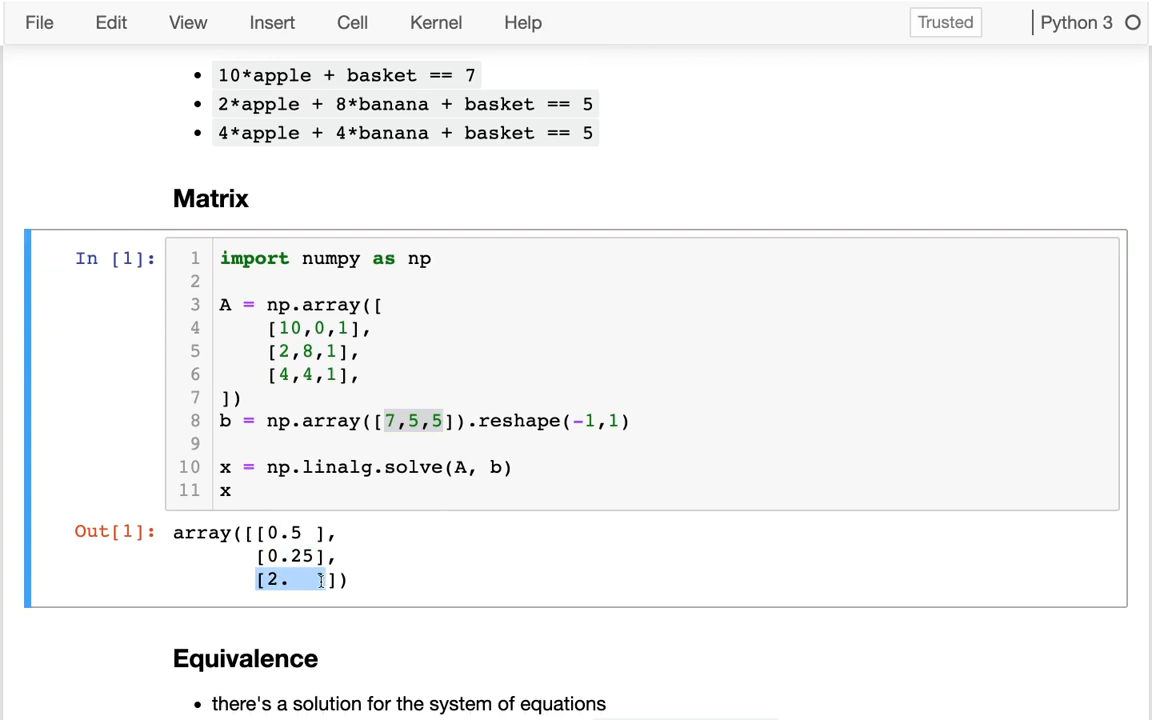 File Edit View Insert Cell Kernel Help Trusted Python 3
• 10*apple + basket == 7
• 2*apple + 8*banana + basket == 5
• 4*apple + 4*banana + basket == 5
Matrix
In [1]: 1 import numpy as np
2
3 A = np.array([
4     [10,0,1],
5     [2,8,1],
6     [4,4,1],
7 ])
8 b = np.array([7,5,5]).reshape(-1,1)
9
10 x = np.linalg.solve(A, b)
11 x
Out[1]: array([[0.5 ],
       [0.25],
       [2.  ]])
Equivalence
• there's a solution for the system of equations